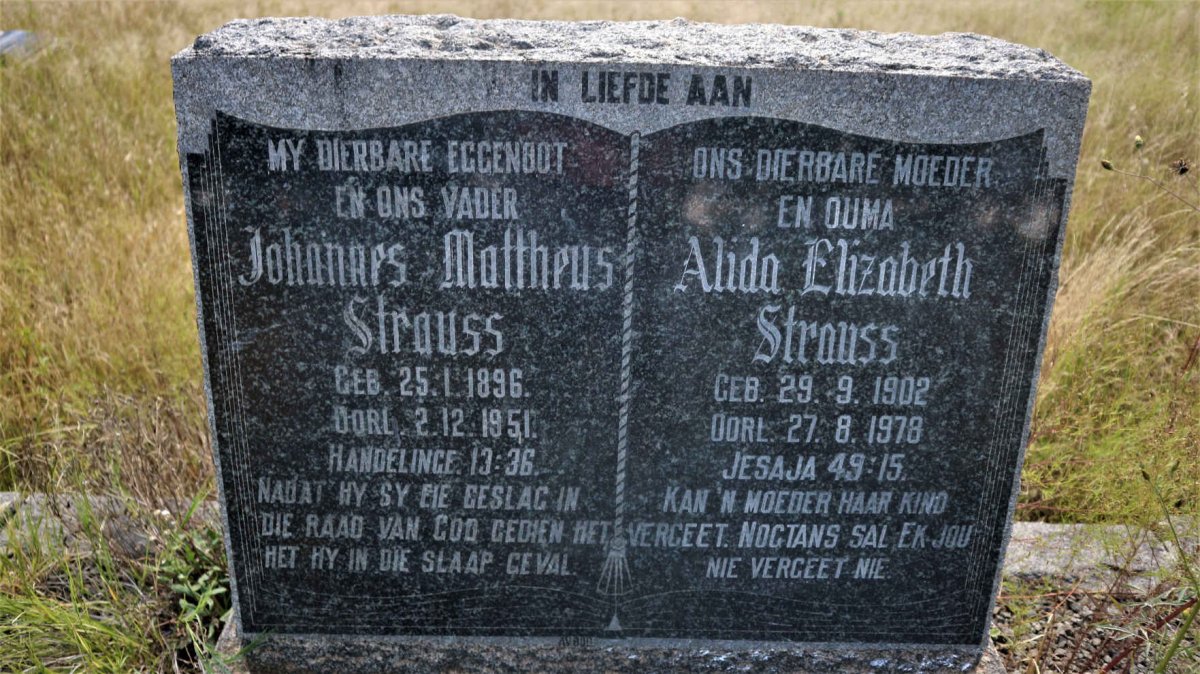 IN LIEFDE AAN
MY DIERBARE EGGENOOT
EN ONS VADER
Johannes Mattheus
Strauss
GEB. 25.1.1896.
OORL. 2.12.1951.
HANDELINGE 13:36.
NADAT HY SY EIE GESLAG IN
DIE RAAD VAN GOD GEDIEN HET
HET HY IN DIE SLAAP GEVAL.
ONS DIERBARE MOEDER
EN OUMA
Alida Elizabeth
Strauss
GEB. 29. 9. 1902
OORL. 27. 8. 1978
JESAJA 49:15.
KAN 'N MOEDER HAAR KIND
VERGEET. NOGTANS SAL EK JOU
NIE VERGEET NIE.